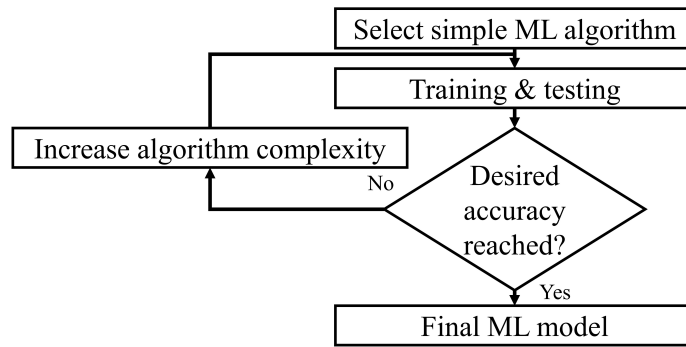 Select simple ML algorithm
Training & testing
Increase algorithm complexity
No
Desired
accuracy
reached?
Yes
Final ML model